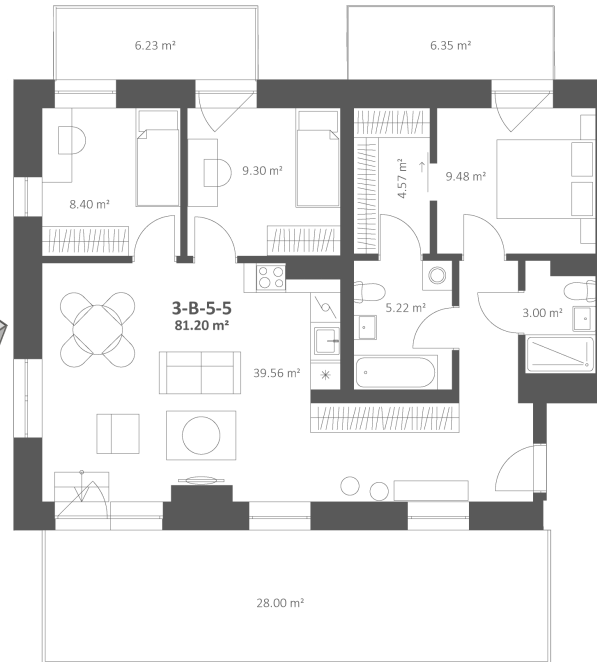 6.23 m²
6.35 m²
8.40 m²
9.30 m²
4.57 m²
9.48 m²
3-B-5-5
81.20 m²
5.22 m²
3.00 m²
39.56 m²
28.00 m²